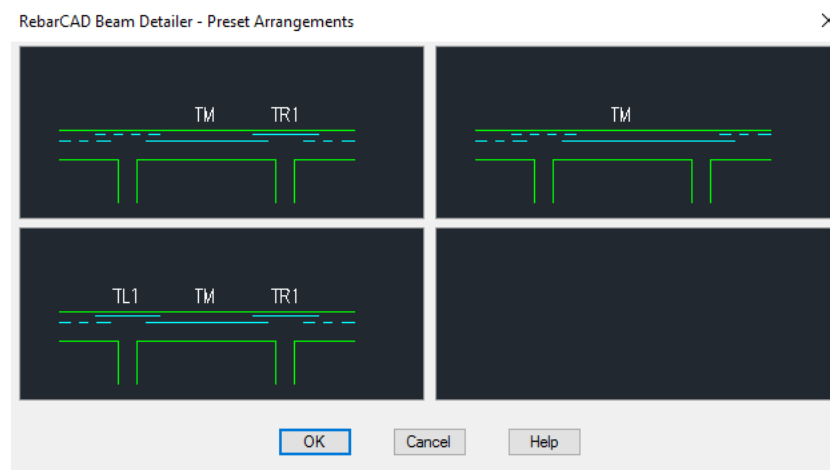 RebarCAD Beam Detailer - Preset Arrangements
TM TR1
TM
TL1 TM TR1
OK Cancel Help